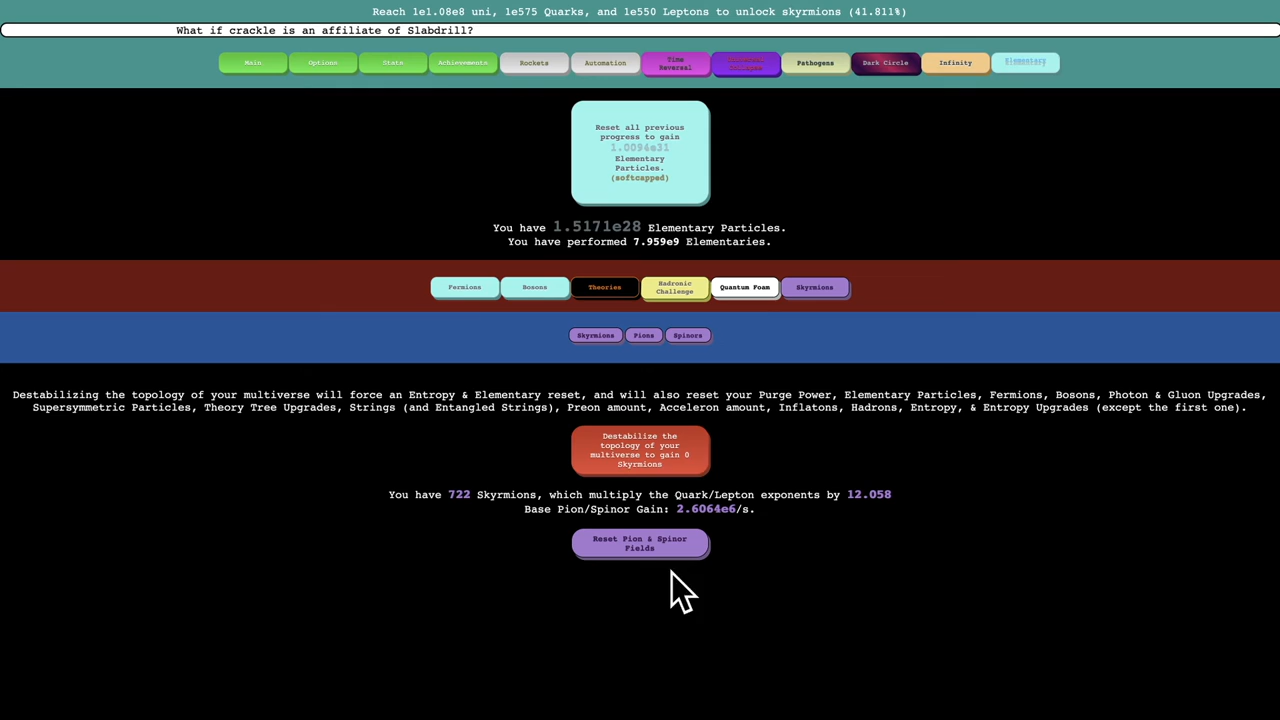 Reach 1e1.08e8 uni, 1e575 Quarks, and 1e550 Leptons to unlock skyrmions (41.811%)
What if crackle is an affiliate of Slabdrill?
Main
Options
Stats
Achievements
Rockets
Automation
Time
Reversal
Universal
Collapse
Pathogens
Dark Circle
Infinity
Elementary
Reset all previous
progress to gain
1.0094e31
Elementary
Particles.
(softcapped)
You have 1.5171e28 Elementary Particles.
You have performed 7.959e9 Elementaries.
Fermions
Bosons
Theories
Hadronic
Challenge
Quantum Foam
Skyrmions
Skyrmions
Pions
Spinors
Destabilizing the topology of your multiverse will force an Entropy & Elementary reset, and will also reset your Purge Power, Elementary Particles, Fermions, Bosons, Photon & Gluon Upgrades,
Supersymmetric Particles, Theory Tree Upgrades, Strings (and Entangled Strings), Preon amount, Acceleron amount, Inflatons, Hadrons, Entropy, & Entropy Upgrades (except the first one).
Destabilize the
topology of your
multiverse to gain 0
Skyrmions
You have 722 Skyrmions, which multiply the Quark/Lepton exponents by 12.058
Base Pion/Spinor Gain: 2.6064e6/s.
Reset Pion & Spinor
Fields